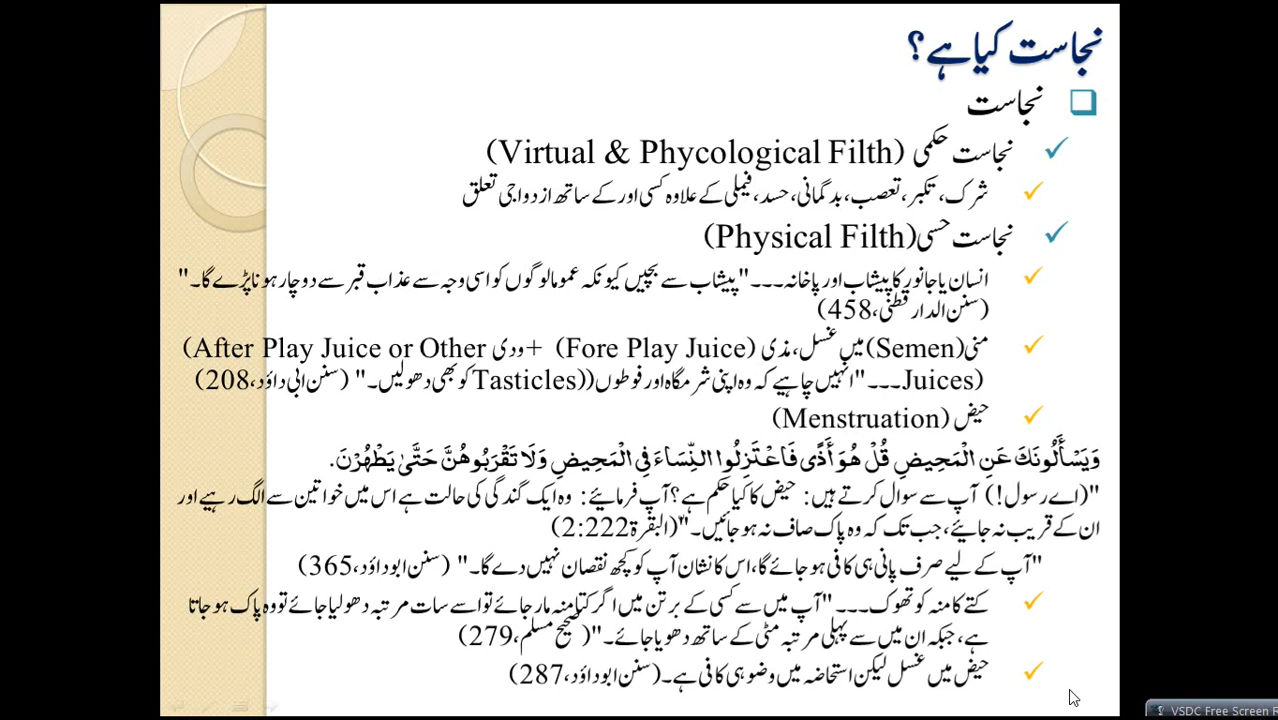 نجاست کیا ہے؟
نجاست
نجاست حکمی (Virtual & Phycological Filth)
شرک، تکبر، تعصب، بدگمانی، حسد، فیملی کے علاوہ کسی اور کے ساتھ ازدواجی تعلق
نجاست حسی (Physical Filth)
انسان یا جانور کا پیشاب اور پاخانہ۔۔۔"پیشاب سے بچیں کیونکہ عموما لوگوں کو اسی وجہ سے عذاب قبر سے دوچار ہونا پڑے گا۔"
(سنن الدار قطنی، 458)
منی (Semen) میں غسل، مذی (Fore Play Juice) + ودی (After Play Juice or Other
Juices)۔۔۔"انہیں چاہیے کہ وہ اپنی شرمگاہ اور فوطوں ((Tasticles کو بھی دھولیں۔" (سنن ابی داؤد، 208)
حیض (Menstruation)
وَيَسْأَلُونَكَ عَنِ الْمَحِيضِ قُلْ هُوَ أَذًى فَاعْتَزِلُوا النِّسَاءَ فِي الْمَحِيضِ وَلَا تَقْرَبُوهُنَّ حَتَّىٰ يَطْهُرْنَ.
"(اے رسول!) آپ سے سوال کرتے ہیں: حیض کا کیا حکم ہے؟ آپ فرمائیے: وہ ایک گندگی کی حالت ہے اس میں خواتین سے الگ رہیے اور
ان کے قریب نہ جایئے، جب تک کہ وہ پاک صاف نہ ہو جائیں۔" (البقرۃ 2:222)
"آپ کے لیے صرف پانی ہی کافی ہو جائے گا، اس کا نشان آپ کو کچھ نقصان نہیں دے گا۔" (سنن ابو داؤد، 365)
کتے کا منہ کو تھوک۔۔۔"آپ میں سے کسی کے برتن میں اگر کتا منہ مار جائے تو اسے سات مرتبہ دھو لیا جائے تو وہ پاک ہو جاتا
ہے، جبکہ ان میں سے پہلی مرتبہ مٹی کے ساتھ دھویا جائے۔" (صحیح مسلم، 279)
حیض میں غسل لیکن استحاضہ میں وضو ہی کافی ہے۔ (سنن ابو داؤد، 287)
VSDC Free Screen R